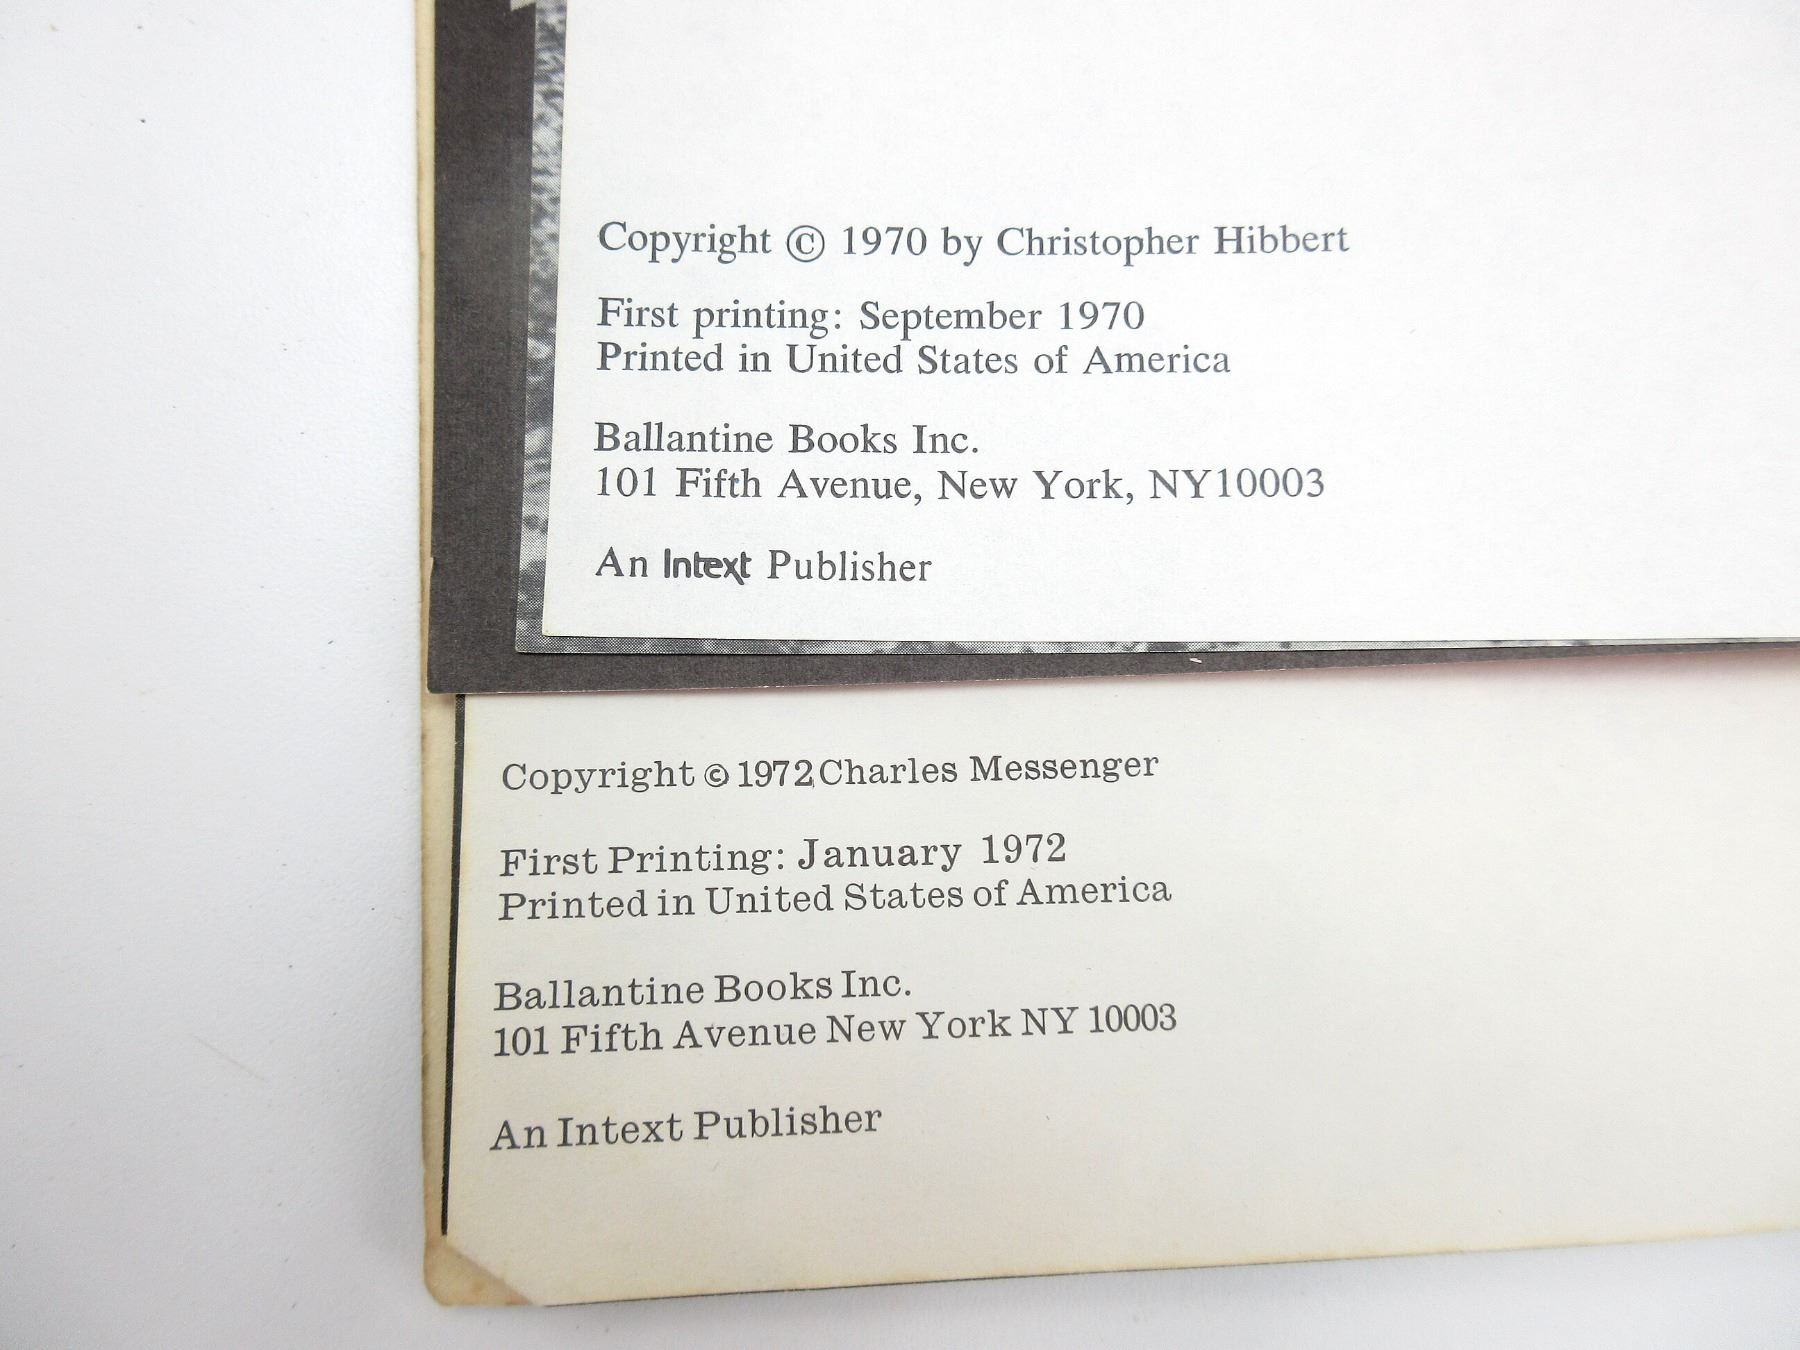 Copyright © 1970 by Christopher Hibbert
First printing: September 1970
Printed in United States of America
Ballantine Books Inc.
101 Fifth Avenue, New York, NY10003
An Intext Publisher
Copyright © 1972 Charles Messenger
First Printing: January 1972
Printed in United States of America
Ballantine Books Inc.
101 Fifth Avenue New York NY 10003
An Intext Publisher